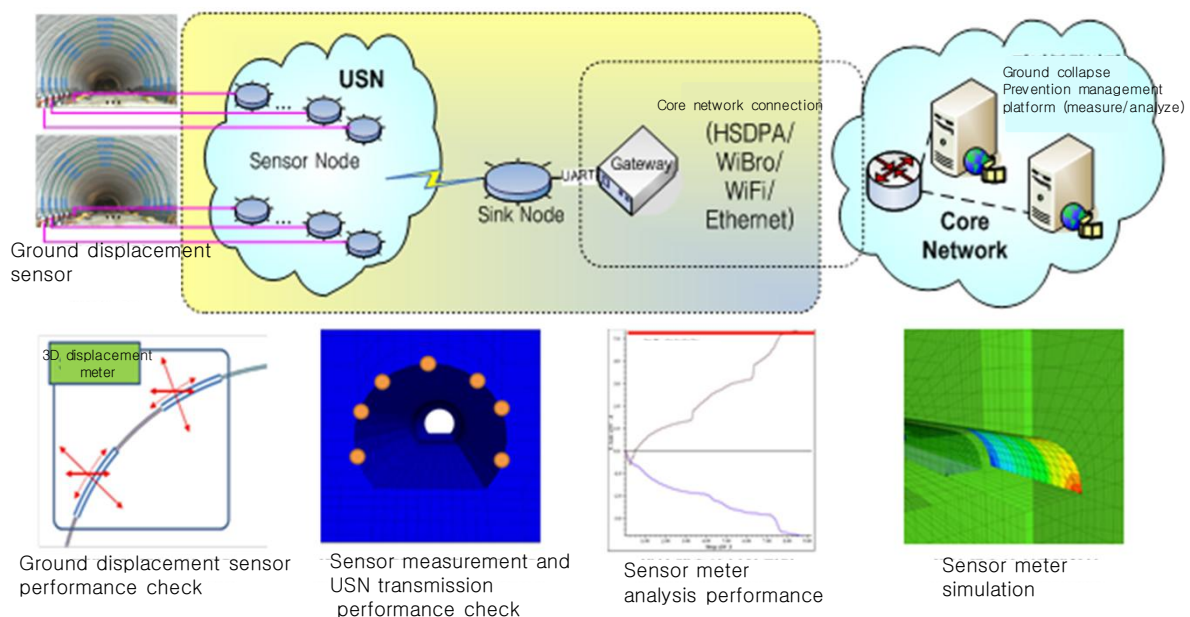 USN
...
Sensor Node
...
Sink Node
UART
Gateway
Core network connection
(HSDPA/
WiBro/
WiFi/
Ethernet)
Ground collapse
Prevention management
platform (measure/analyze)
Core
Network
...
...
Ground displacement
sensor
3D displacement
meter
Ground displacement sensor
performance check
Sensor measurement and
USN transmission
performance check
Sensor meter
analysis performance
Sensor meter
simulation